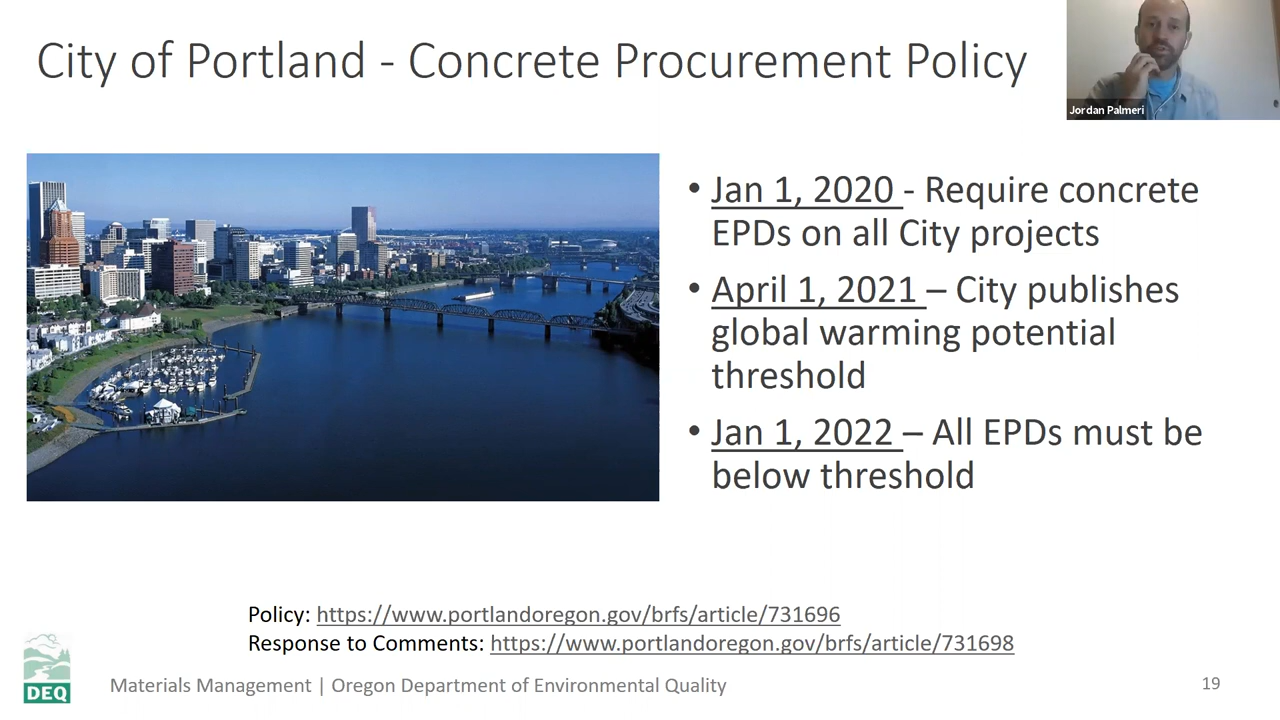 City of Portland - Concrete Procurement Policy
Jordan Palmeri
• Jan 1, 2020 - Require concrete
EPDs on all City projects
• April 1, 2021 – City publishes
global warming potential
threshold
• Jan 1, 2022 – All EPDs must be
below threshold
Policy: https://www.portlandoregon.gov/brfs/article/731696
Response to Comments: https://www.portlandoregon.gov/brfs/article/731698
DEQ
Materials Management | Oregon Department of Environmental Quality
19